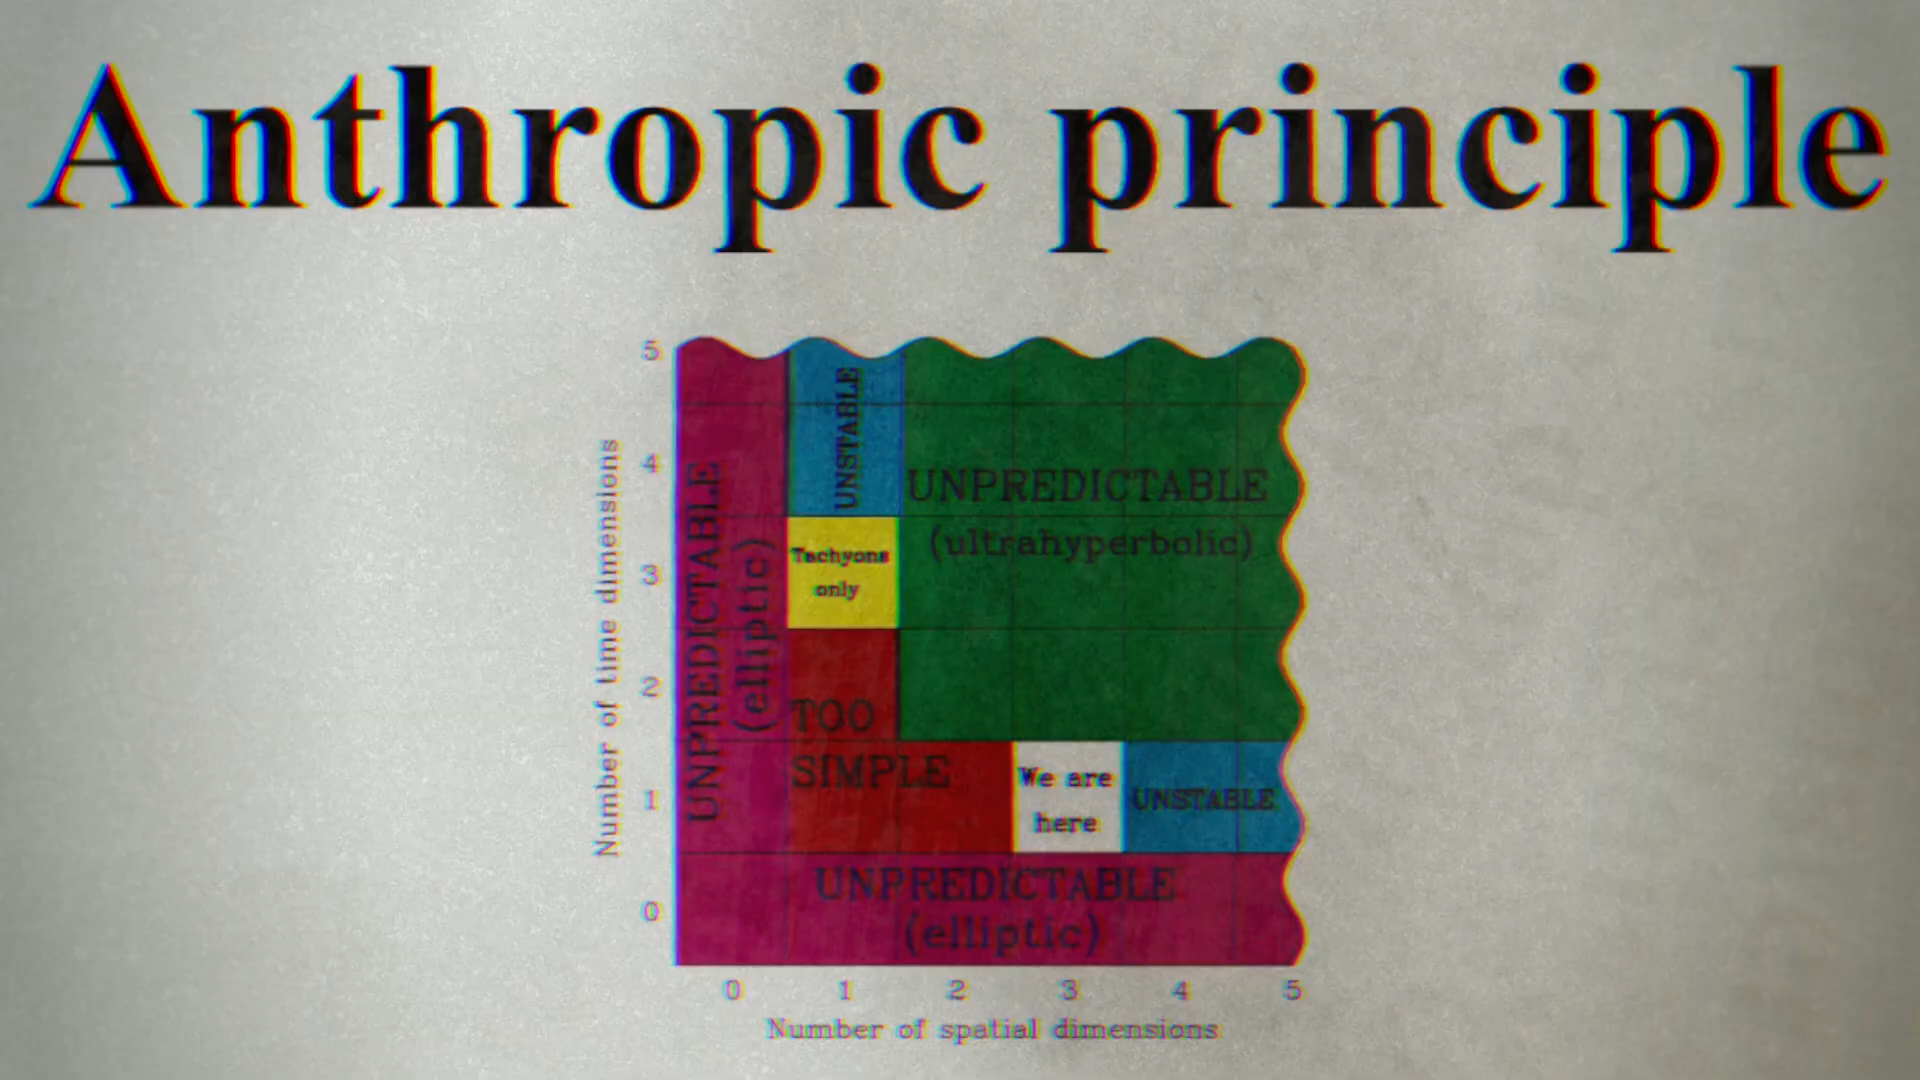 Anthropic principle
5
4
3
2
1
0
Number of time dimensions
UNPREDICTABLE
(elliptic)
UNSTABLE
UNPREDICTABLE
(ultrahyperbolic)
Tachyons
only
TOO
SIMPLE
We are
here
UNSTABLE
UNPREDICTABLE
(elliptic)
0 1 2 3 4 5
Number of spatial dimensions